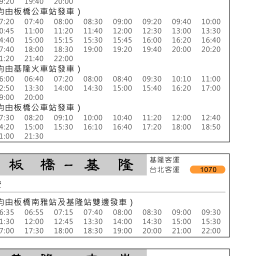 9:20 19:40 20:00
均由板橋公車站發車)
7:20 07:40 08:00 08:30 09:00 09:20 09:40 10:00
0:45 11:00 11:20 11:40 12:00 12:30 13:00 13:30
4:40 15:00 15:15 15:30 15:45 16:00 16:20 16:40
7:40 18:00 18:30 19:00 19:20 19:40 20:00 20:20
1:20 21:40 22:00
均由基隆火車站發車)
6:00 06:40 07:20 08:00 08:40 09:30 10:10 11:00
2:50 13:30 14:00 14:30 15:00 15:40 16:20 17:00
9:00 20:00
均由板橋公車站發車)
7:30 08:20 09:10 10:00 10:40 11:20 12:00 12:40
4:20 15:00 15:30 16:10 16:40 17:20 18:00 18:50
1:00 21:30
板橋-基隆
基隆客運
台北客運
1070
均由板橋南雅站及基隆站雙邊發車)
6:35 06:55 07:15 07:40 08:00 08:30 09:00 09:30
1:30 12:00 12:45 13:30 14:00 14:30 15:00 15:30
7:00 17:30 18:00 18:30 19:00 20:00 21:00 22:00